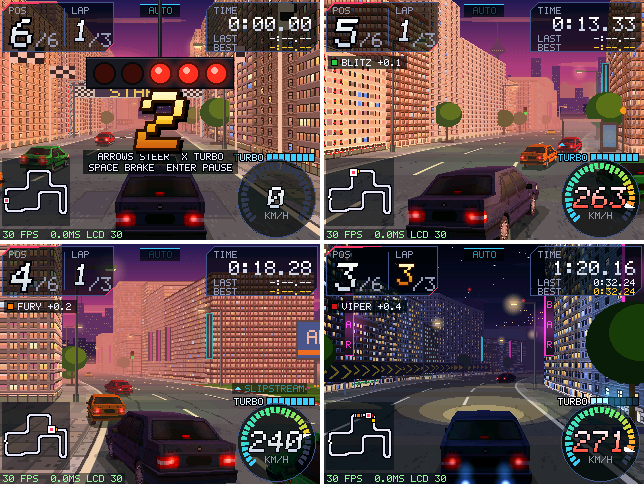 POS LAP AUTO TIME
6/6 1/3 0:00.00
LAST --:--.--
BEST --:--.--
STAR
2
ARROWS STEER X TURBO
SPACE BRAKE ENTER PAUSE
TURBO
0
KM/H
30 FPS 0.0MS LCD 30
POS LAP AUTO TIME
5/6 1/3 0:13.33
LAST --:--.--
BEST --:--.--
BLITZ +0.1
TURBO
263
KM/H
30 FPS 0.0MS LCD 30
POS LAP AUTO TIME
4/6 1/3 0:18.28
LAST --:--.--
BEST --:--.--
FURY +0.2
A
SLIPSTREAM
TURBO
240
KM/H
30 FPS 0.0MS LCD 30
POS LAP AUTO TIME
3/6 3/3 1:20.16
LAST 0:32.24
BEST 0:32.24
VIPER +0.4
BAR
BAR
TURBO
271
KM/H
30 FPS 0.0MS LCD 30